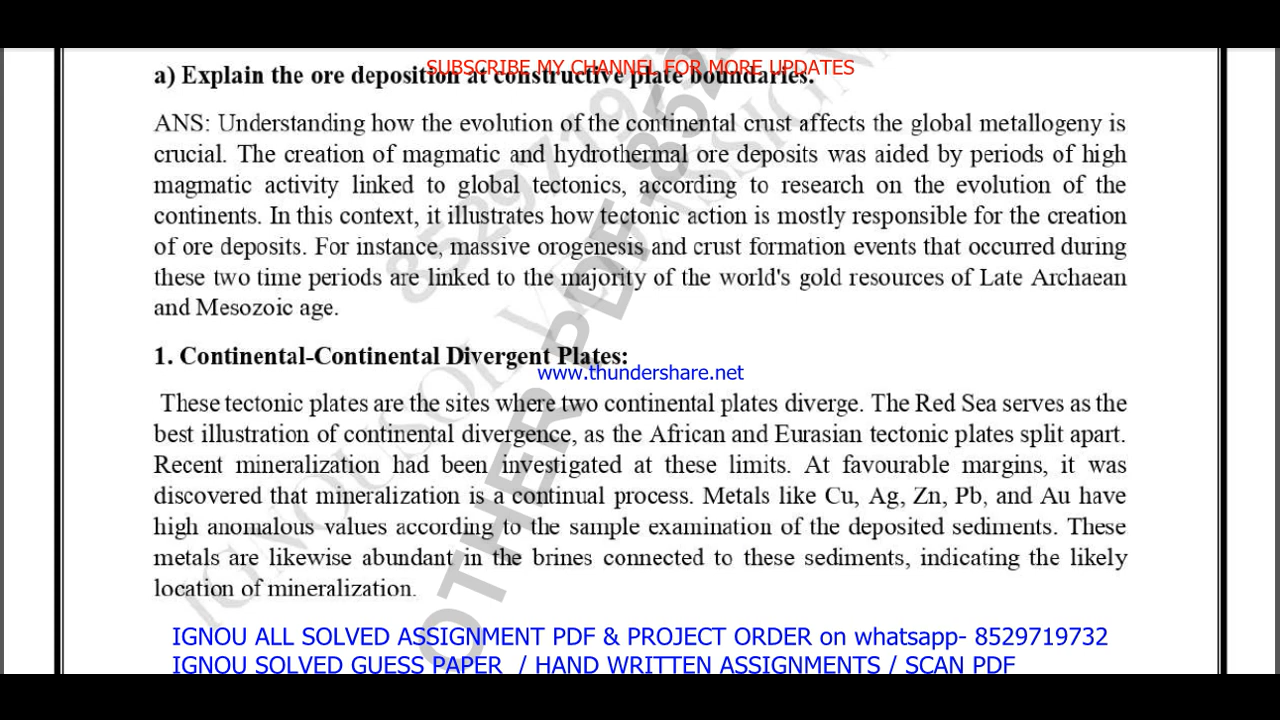 SUBSCRIBE MY CHANNEL FOR MORE UPDATES
a) Explain the ore deposition at constructive plate boundaries.
ANS: Understanding how the evolution of the continental crust affects the global metallogeny is
crucial. The creation of magmatic and hydrothermal ore deposits was aided by periods of high
magmatic activity linked to global tectonics, according to research on the evolution of the
continents. In this context, it illustrates how tectonic action is mostly responsible for the creation
of ore deposits. For instance, massive orogenesis and crust formation events that occurred during
these two time periods are linked to the majority of the world's gold resources of Late Archaean
and Mesozoic age.
1. Continental-Continental Divergent Plates:
www.thundershare.net
These tectonic plates are the sites where two continental plates diverge. The Red Sea serves as the
best illustration of continental divergence, as the African and Eurasian tectonic plates split apart.
Recent mineralization had been investigated at these limits. At favourable margins, it was
discovered that mineralization is a continual process. Metals like Cu, Ag, Zn, Pb, and Au have
high anomalous values according to the sample examination of the deposited sediments. These
metals are likewise abundant in the brines connected to these sediments, indicating the likely
location of mineralization.
IGNOU ALL SOLVED ASSIGNMENT PDF & PROJECT ORDER on whatsapp- 8529719732
IGNOU SOLVED GUESS PAPER / HAND WRITTEN ASSIGNMENTS / SCAN PDF
OTHER PDF-852